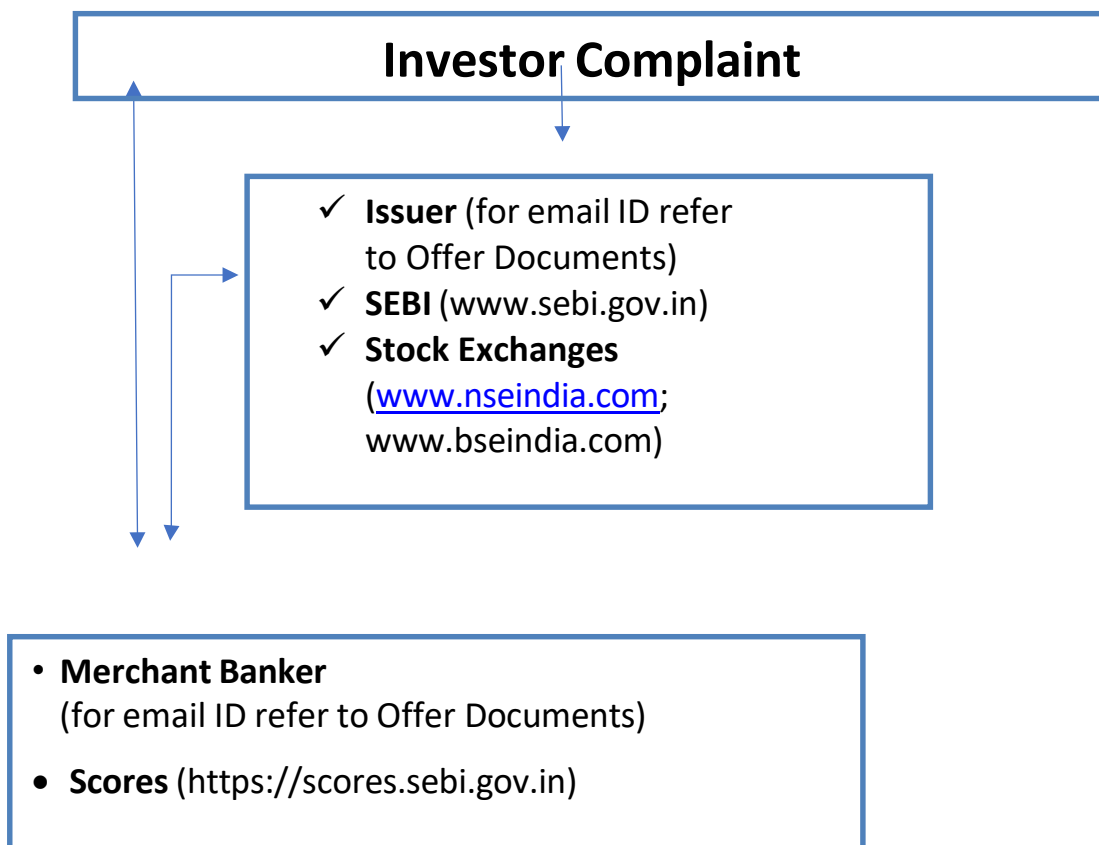 Investor Complaint
✓ Issuer (for email ID refer
to Offer Documents)
✓ SEBI (www.sebi.gov.in)
✓ Stock Exchanges
(www.nseindia.com;
www.bseindia.com)
• Merchant Banker
(for email ID refer to Offer Documents)
• Scores (https://scores.sebi.gov.in)